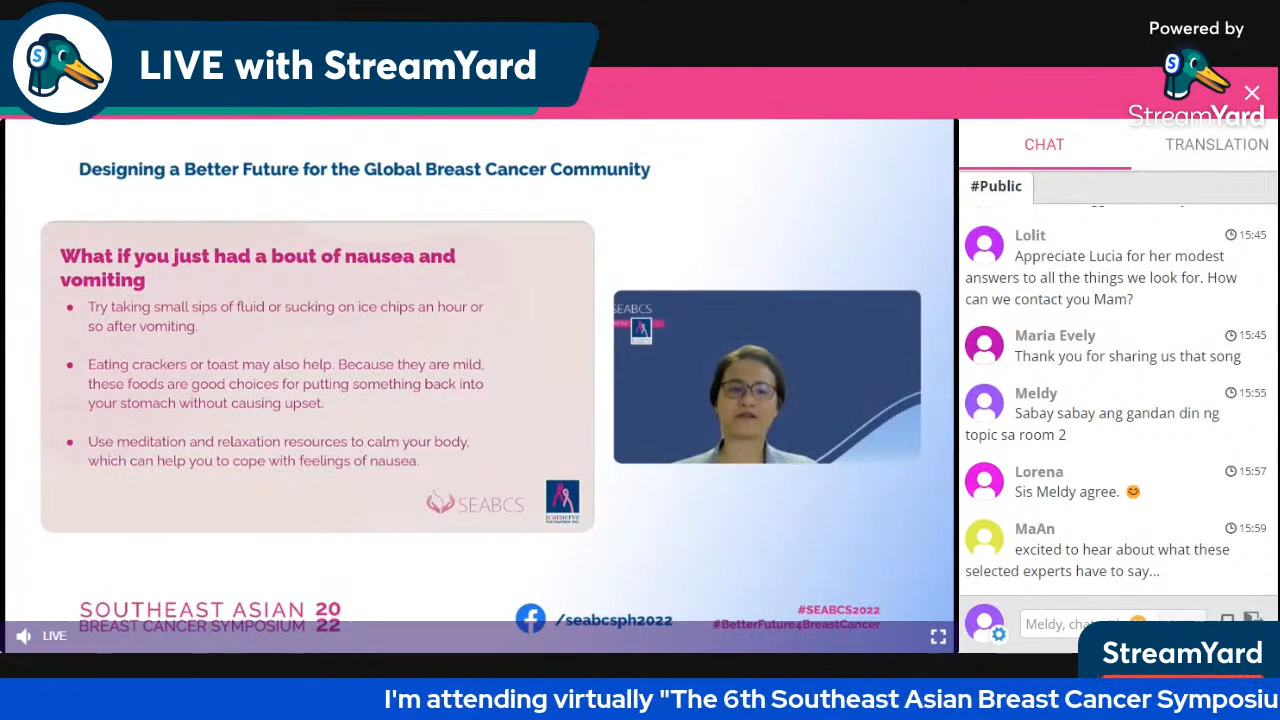 LIVE with StreamYard
Powered by
StreamYard
Designing a Better Future for the Global Breast Cancer Community
What if you just had a bout of nausea and
vomiting
• Try taking small sips of fluid or sucking on ice chips an hour or
so after vomiting.
• Eating crackers or toast may also help. Because they are mild,
these foods are good choices for putting something back into
your stomach without causing upset.
• Use meditation and relaxation resources to calm your body,
which can help you to cope with feelings of nausea.
SEABCS
SEABCS
SOUTHEAST ASIAN 20
BREAST CANCER SYMPOSIUM 22
/seabcsph2022
#SEABCS2022
#BetterFuture4BreastCancer
LIVE
CHAT
TRANSLATION
#Public
Lolit 15:45
Appreciate Lucia for her modest
answers to all the things we look for. How
can we contact you Mam?
Maria Evely 15:45
Thank you for sharing us that song
Meldy 15:55
Sabay sabay ang gandan din ng
topic sa room 2
Lorena 15:57
Sis Meldy agree. 😊
MaAn 15:59
excited to hear about what these
selected experts have to say...
Meldy, cha
StreamYard
I'm attending virtually "The 6th Southeast Asian Breast Cancer Symposiu